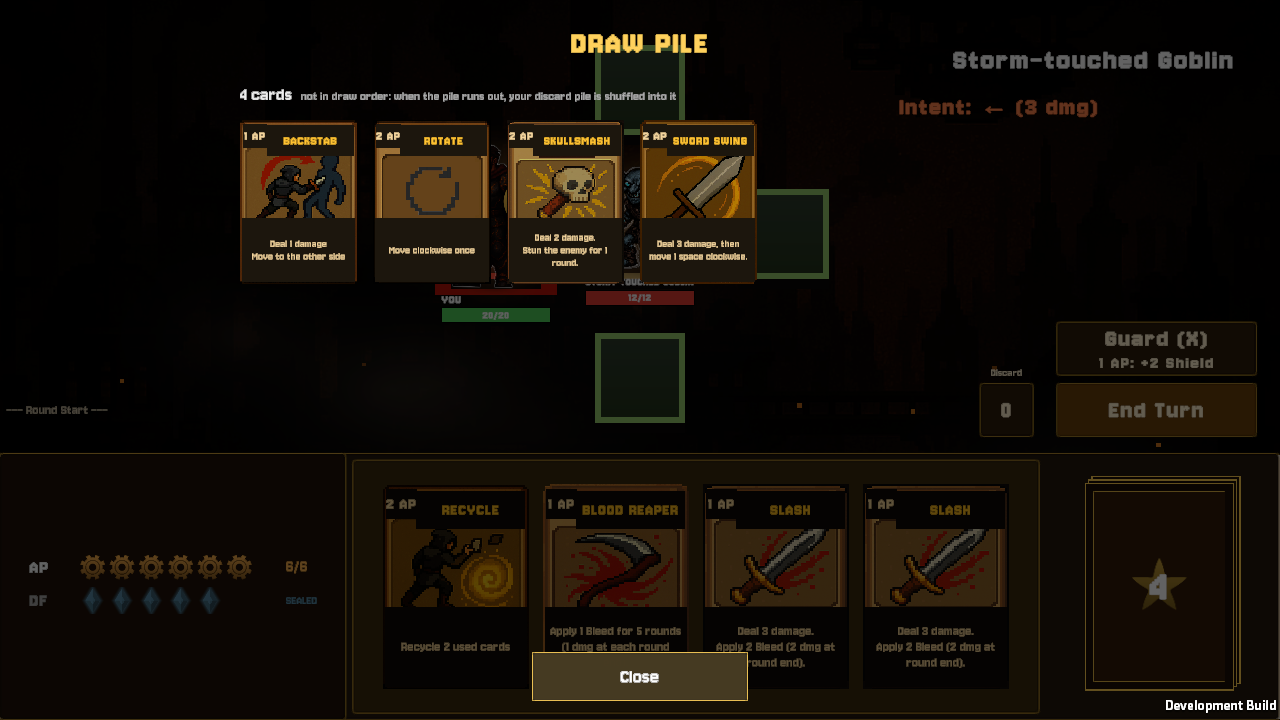 DRAW PILE
Storm-touched Goblin
4 cards not in draw order: when the pile runs out, your discard pile is shuffled into it
Intent: ← (3 dmg)
1 AP BACKSTAB
Deal 1 damage
Move to the other side
2 AP ROTATE
Move clockwise once
2 AP SKULLSMASH
Deal 2 damage.
Stun the enemy for 1
round.
2 AP SWORD SWING
Deal 3 damage, then
move 1 space clockwise.
YOU
20/20
12/12
Guard (X)
1 AP: +2 Shield
Discard
0
End Turn
── Round Start ──
AP
6/6
DF
SEALED
2 AP RECYCLE
Recycle 2 used cards
1 AP BLOOD REAPER
Apply 1 Bleed for 5 rounds
(1 dmg at each round
1 AP SLASH
Deal 3 damage.
Apply 2 Bleed (2 dmg at
round end).
1 AP SLASH
Deal 3 damage.
Apply 2 Bleed (2 dmg at
round end).
4
Close
Development Build